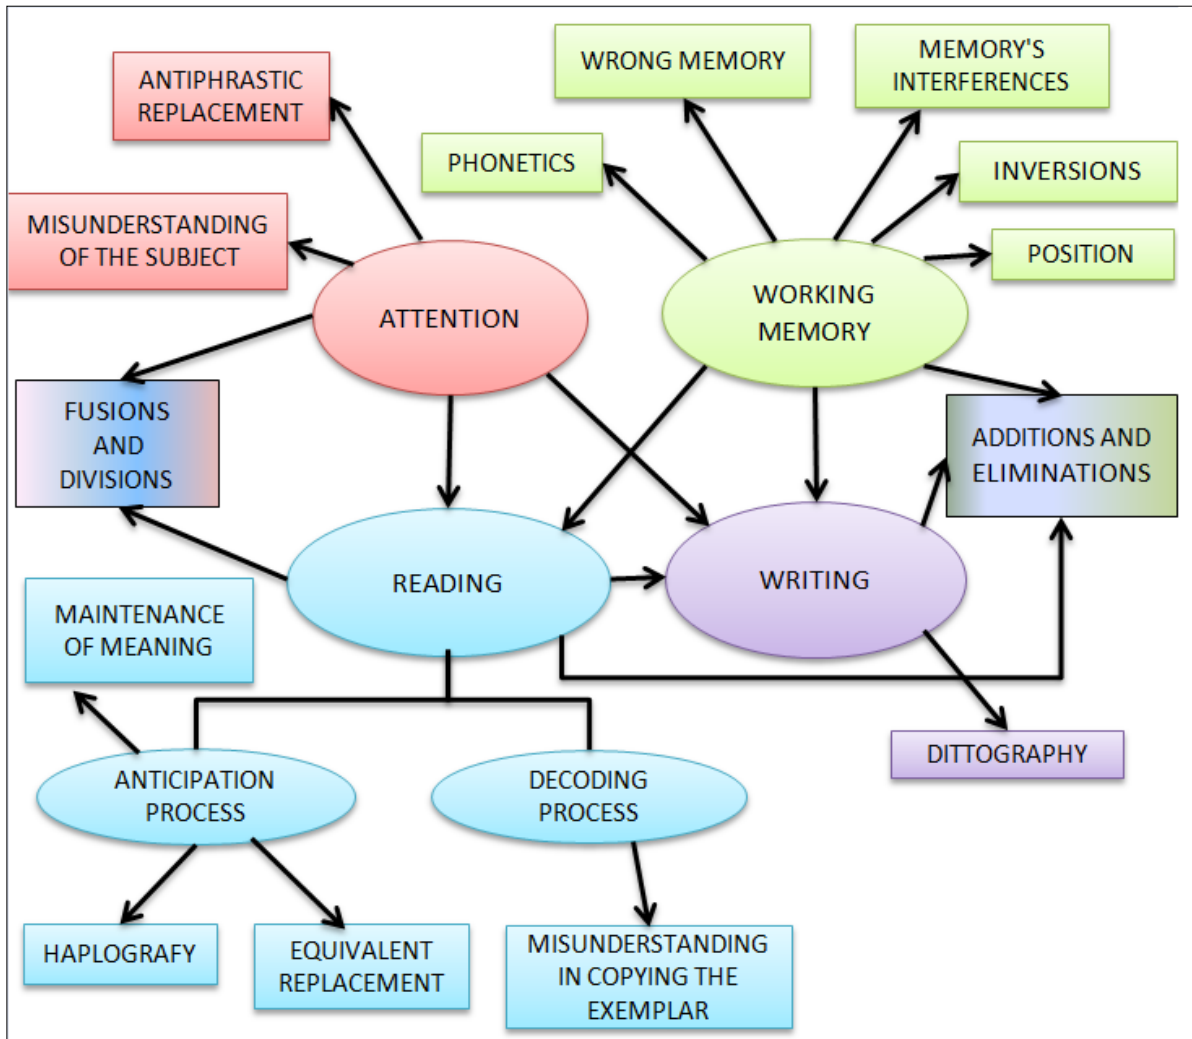 ANTIPHRASTIC
REPLACEMENT
WRONG MEMORY
MEMORY'S
INTERFERENCES
PHONETICS
INVERSIONS
MISUNDERSTANDING
OF THE SUBJECT
POSITION
ATTENTION
WORKING
MEMORY
FUSIONS
AND
DIVISIONS
ADDITIONS AND
ELIMINATIONS
READING
WRITING
MAINTENANCE
OF MEANING
DITTOGRAPHY
ANTICIPATION
PROCESS
DECODING
PROCESS
HAPLOGRAFY
EQUIVALENT
REPLACEMENT
MISUNDERSTANDING
IN COPYING THE
EXEMPLAR